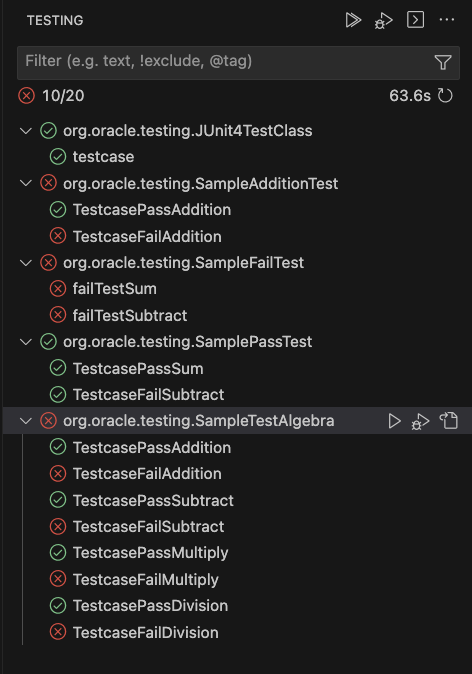 TESTING
Filter (e.g. text, !exclude, @tag)
10/20 63.6s
org.oracle.testing.JUnit4TestClass
testcase
org.oracle.testing.SampleAdditionTest
TestcasePassAddition
TestcaseFailAddition
org.oracle.testing.SampleFailTest
failTestSum
failTestSubtract
org.oracle.testing.SamplePassTest
TestcasePassSum
TestcaseFailSubtract
org.oracle.testing.SampleTestAlgebra
TestcasePassAddition
TestcaseFailAddition
TestcasePassSubtract
TestcaseFailSubtract
TestcasePassMultiply
TestcaseFailMultiply
TestcasePassDivision
TestcaseFailDivision